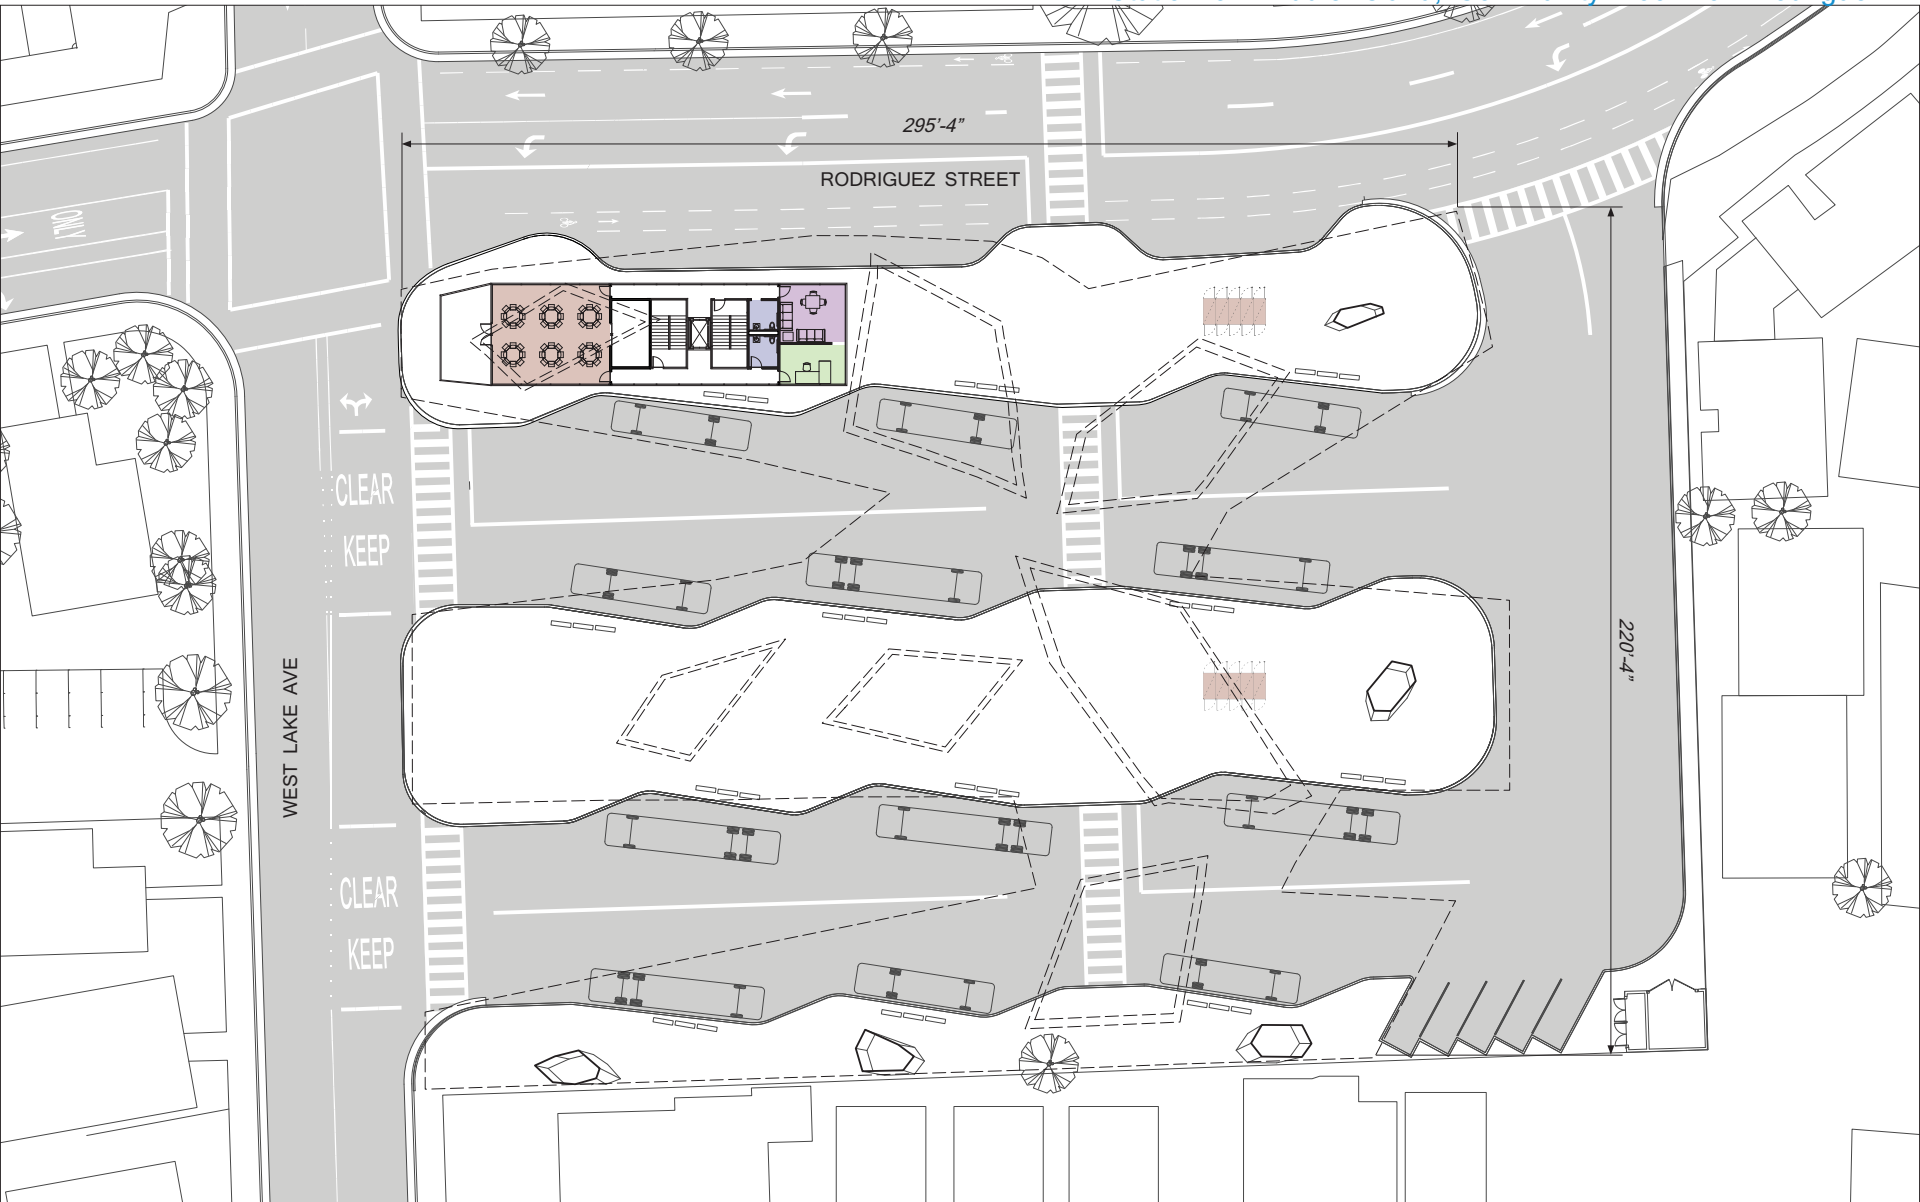 295'-4"
RODRIGUEZ STREET
ONLY
CLEAR
KEEP
220'-4"
WEST LAKE AVE
CLEAR
KEEP